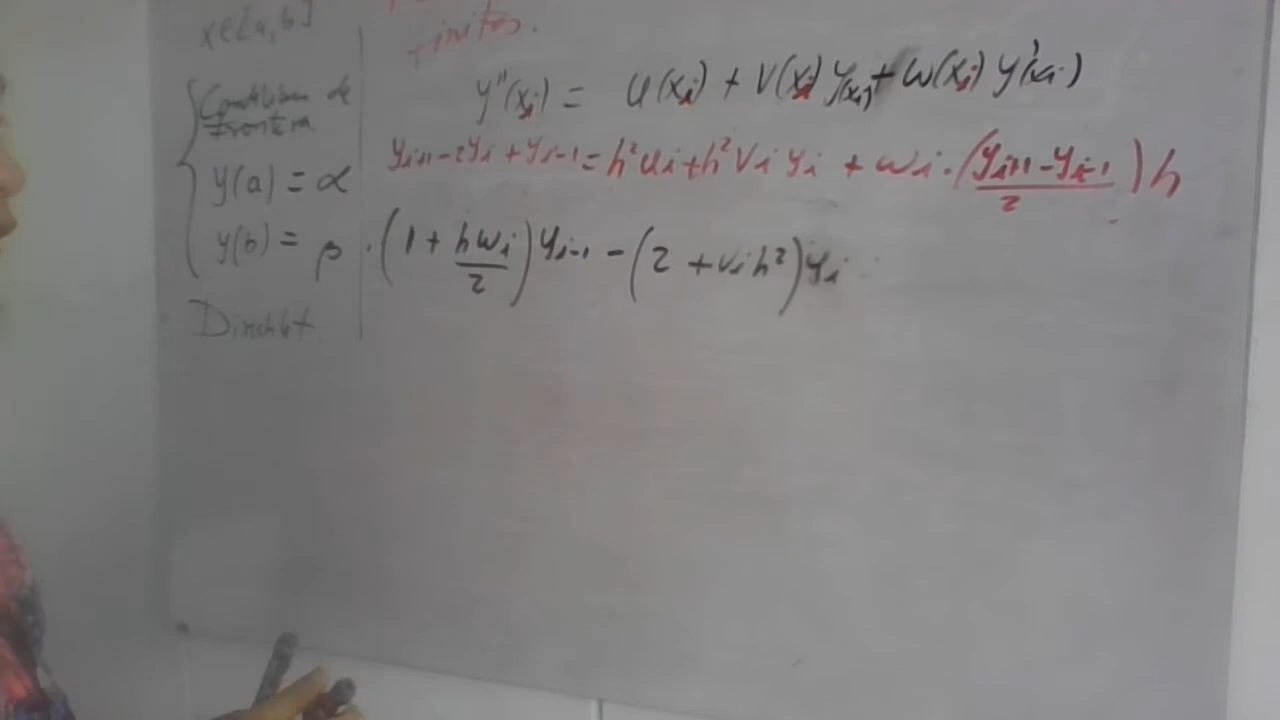 x∈[a,b]
finitos.
Condición de
frontera
y(a) = α
y(b) = β
Dirichlet
y''(xᵢ) = u(xᵢ) + v(xᵢ) y(xᵢ) + w(xᵢ) y'(xᵢ)
yᵢ₊₁ - 2yᵢ + yᵢ₋₁ = h²uᵢ + h²vᵢ yᵢ + wᵢ · ((yᵢ₊₁ - yᵢ₋₁)/2) h
· (1 + hwᵢ/2) yᵢ₋₁ - (2 + vᵢh²) yᵢ